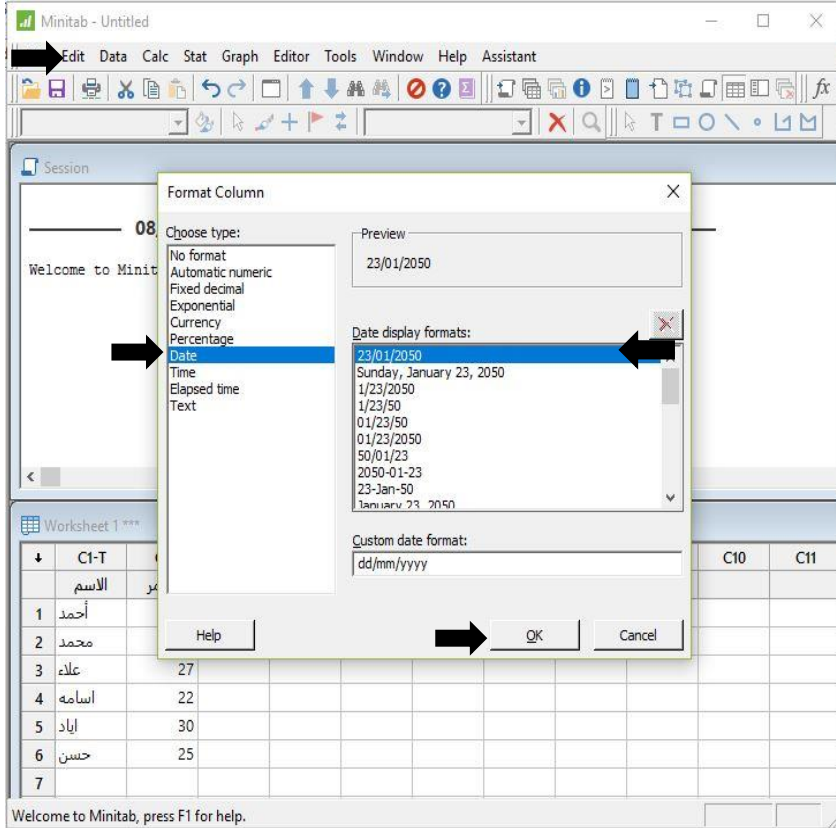 Minitab - Untitled
Edit Data Calc Stat Graph Editor Tools Window Help Assistant
fx
Session
08
Welcome to Minit
Format Column
Choose type:
No format
Automatic numeric
Fixed decimal
Exponential
Currency
Percentage
Date
Time
Elapsed time
Text
Preview
23/01/2050
Date display formats:
23/01/2050
Sunday, January 23, 2050
1/23/2050
1/23/50
01/23/50
01/23/2050
50/01/23
2050-01-23
23-Jan-50
January 23, 2050
Custom date format:
dd/mm/yyyy
Help OK Cancel
Worksheet 1 ***
C1-T C10 C11
الاسم
1 أحمد
2 محمد
3 علاء 27
4 اسامه 22
5 اياد 30
6 حسن 25
7
Welcome to Minitab, press F1 for help.